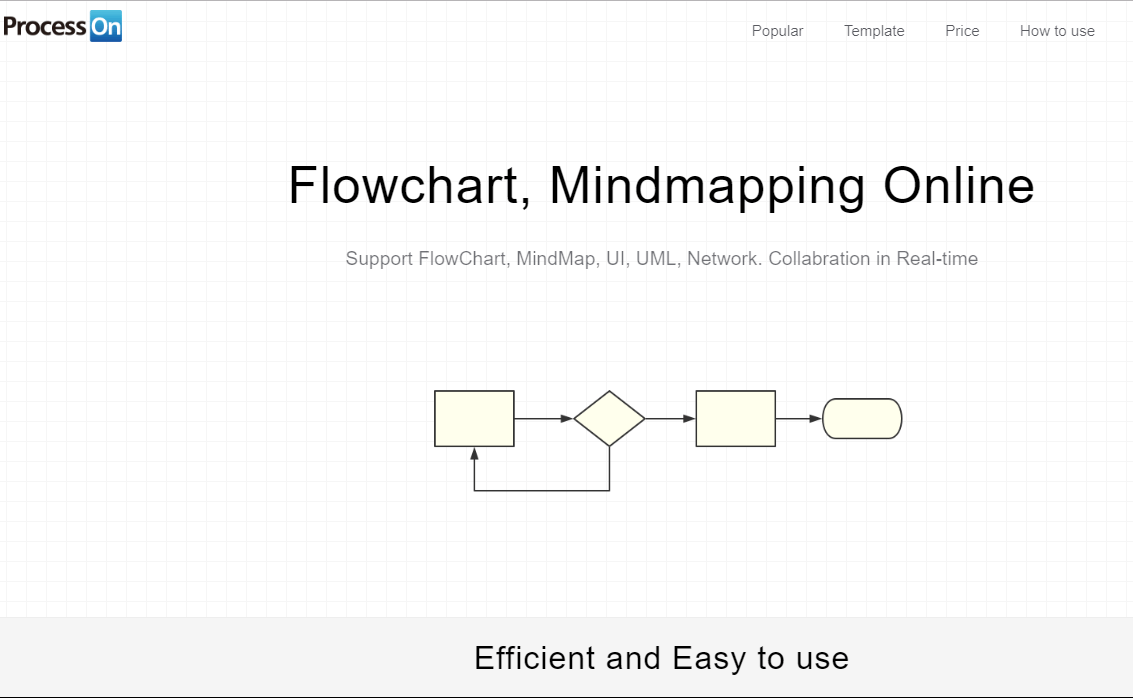 ProcessOn
Popular Template Price How to use
Flowchart, Mindmapping Online
Support FlowChart, MindMap, UI, UML, Network. Collabration in Real-time
Efficient and Easy to use